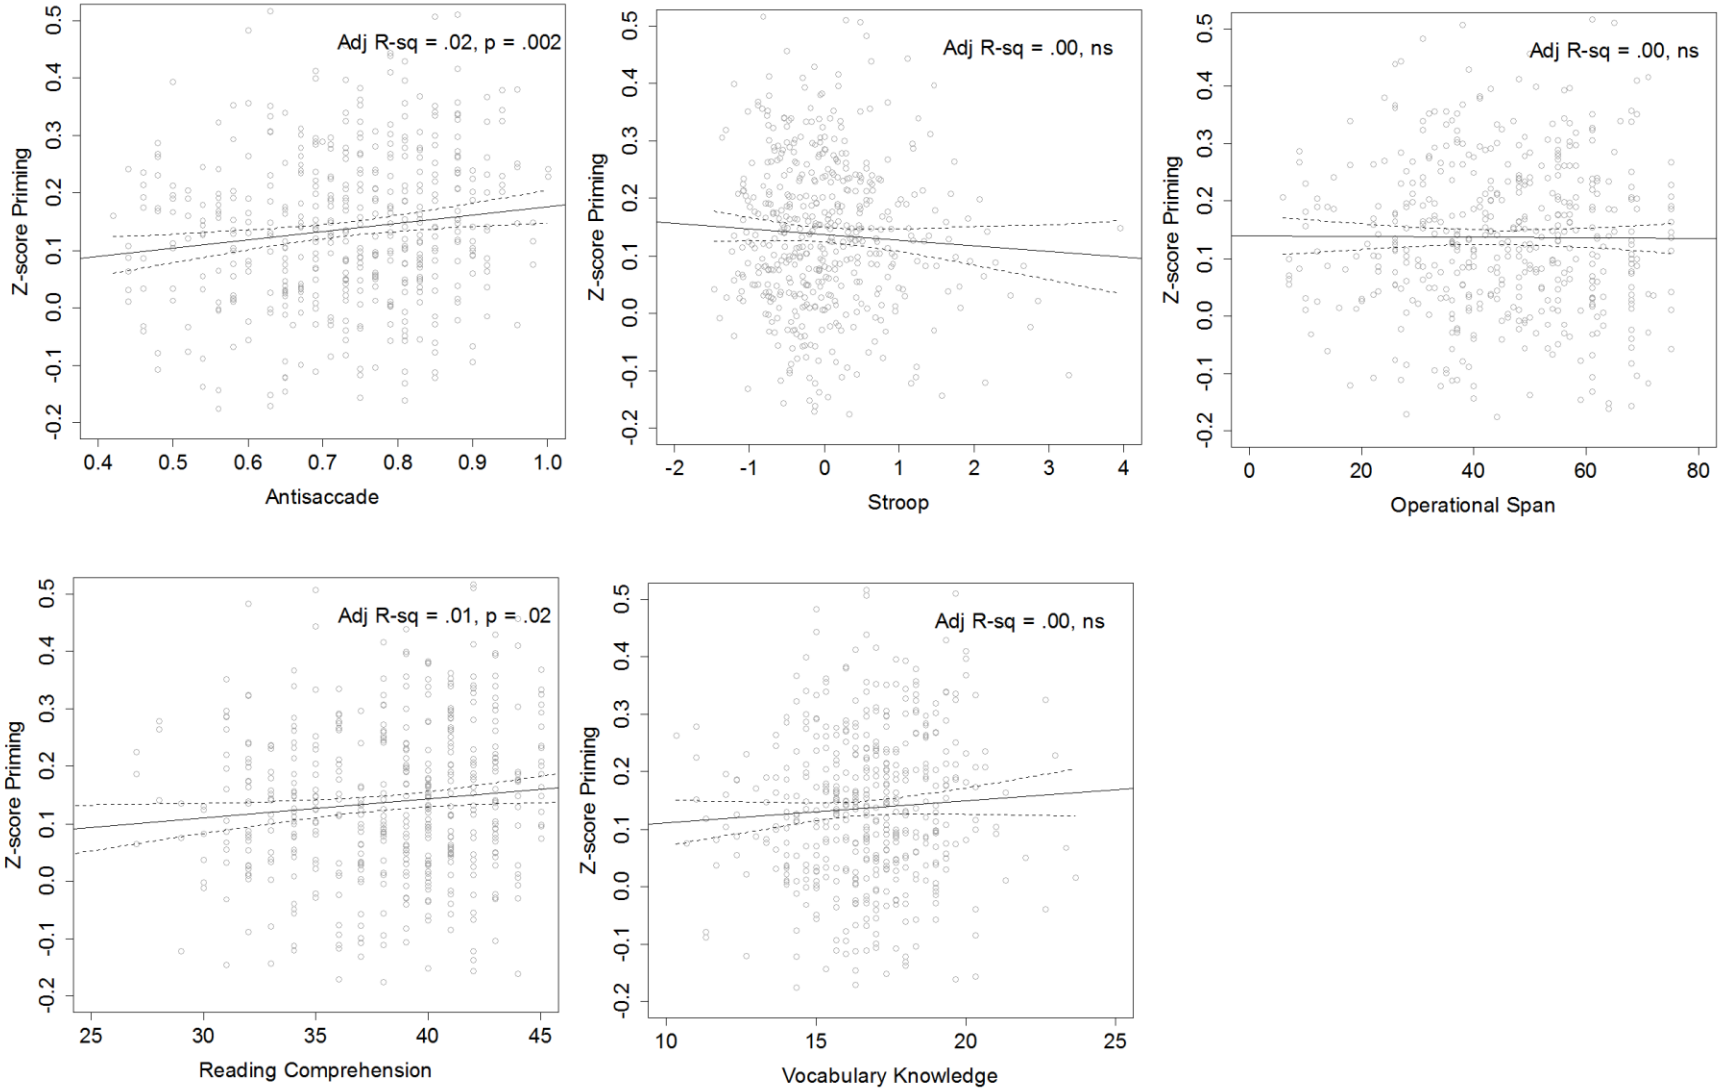 Adj R-sq = .02, p = .002
Z-score Priming
0.5
0.4
0.3
0.2
0.1
0.0
-0.1
-0.2
0.4 0.5 0.6 0.7 0.8 0.9 1.0
Antisaccade
Adj R-sq = .00, ns
Z-score Priming
0.5
0.4
0.3
0.2
0.1
0.0
-0.1
-0.2
-2 -1 0 1 2 3 4
Stroop
Adj R-sq = .00, ns
Z-score Priming
0.5
0.4
0.3
0.2
0.1
0.0
-0.1
-0.2
0 20 40 60 80
Operational Span
Adj R-sq = .01, p = .02
Z-score Priming
0.5
0.4
0.3
0.2
0.1
0.0
-0.1
-0.2
25 30 35 40 45
Reading Comprehension
Adj R-sq = .00, ns
Z-score Priming
0.5
0.4
0.3
0.2
0.1
0.0
-0.1
-0.2
10 15 20 25
Vocabulary Knowledge